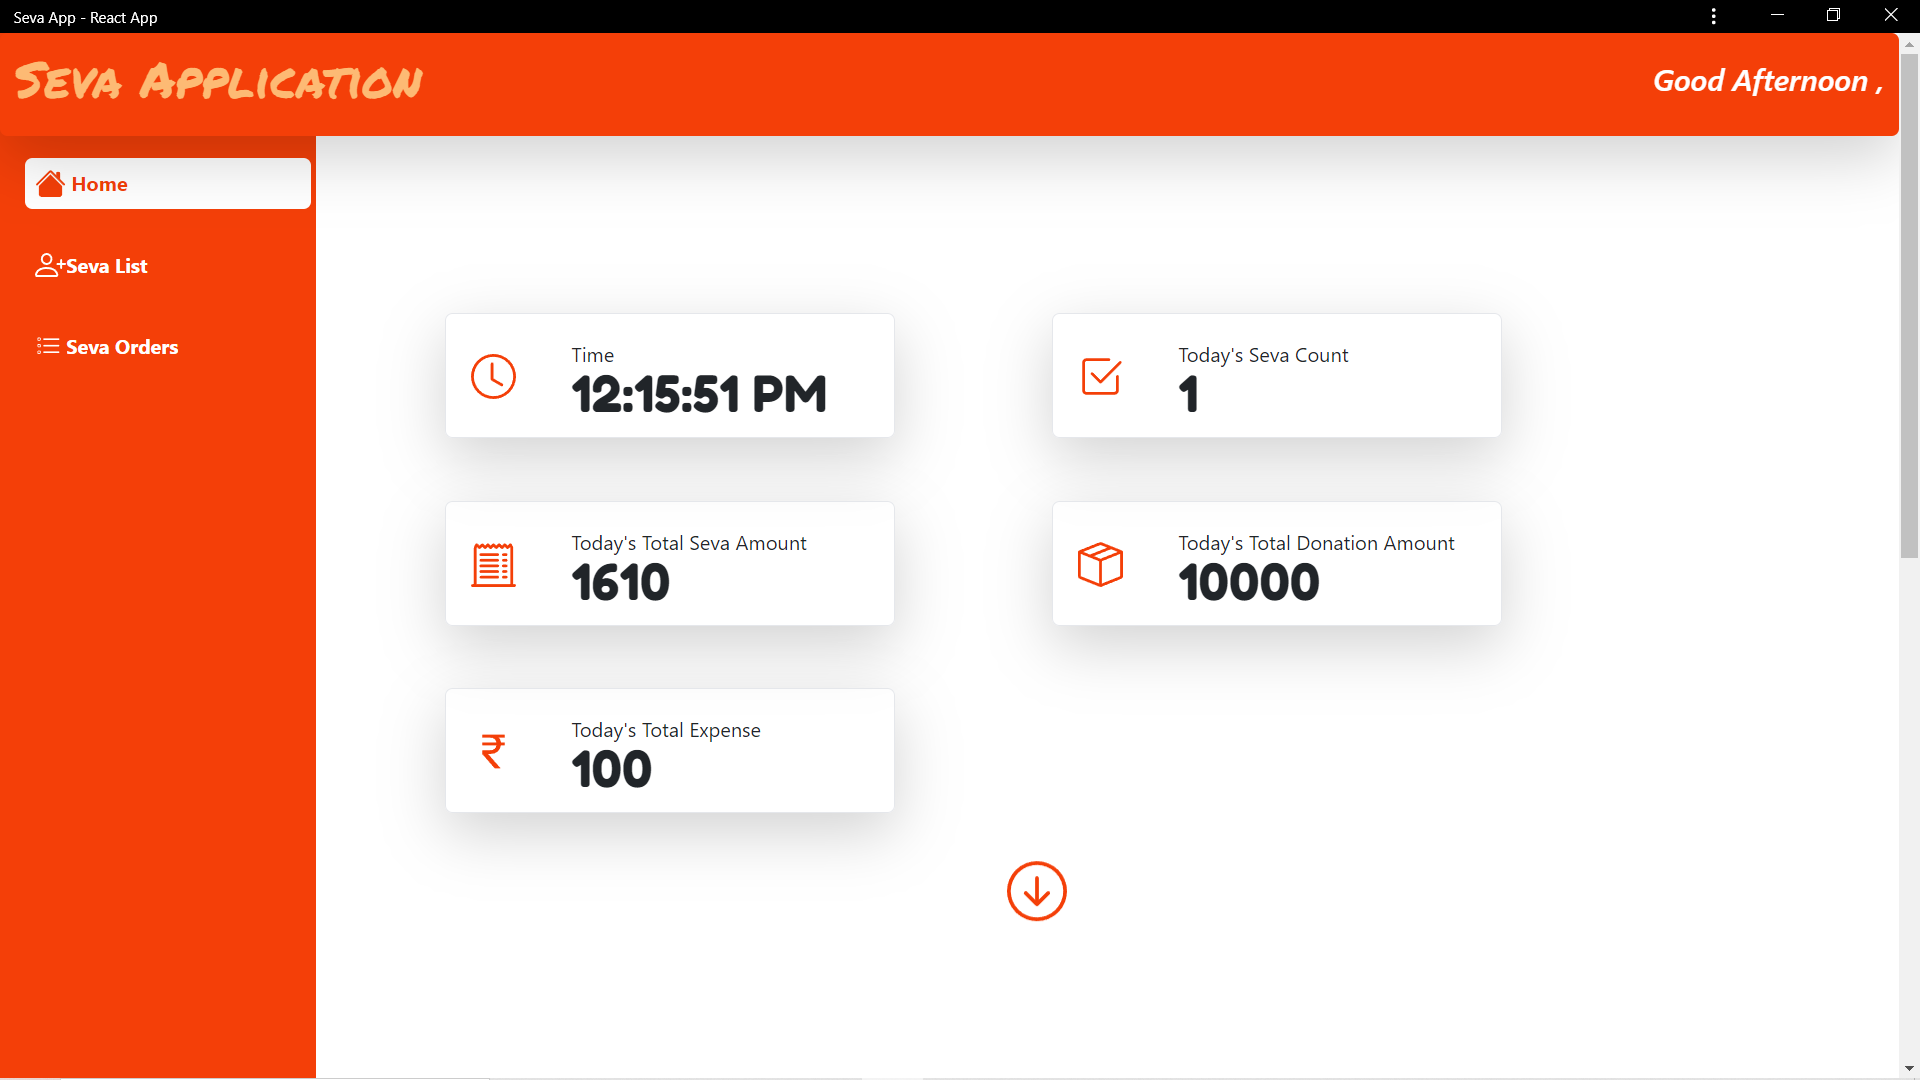 Seva App - React App
Seva Application
Good Afternoon ,
Home
Seva List
Seva Orders
Time
12:15:51 PM
Today's Seva Count
1
Today's Total Seva Amount
1610
Today's Total Donation Amount
10000
₹
Today's Total Expense
100